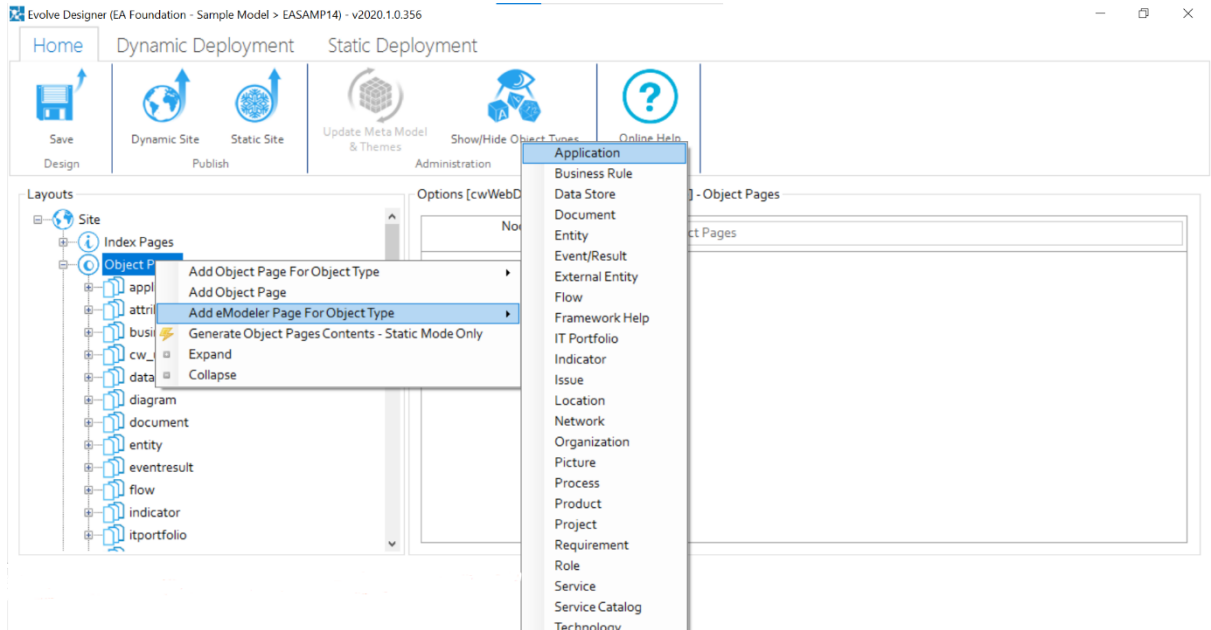 Evolve Designer (EA Foundation - Sample Model > EASAMP14) - v2020.1.0.356
Home Dynamic Deployment Static Deployment
Save Dynamic Site Static Site Update Meta Model & Themes Show/Hide Object Types Online Help
Design Publish Administration
Layouts
Site
Index Pages
Object P
appl
attri
busi
cw_
data
diagram
document
entity
eventresult
flow
indicator
itportfolio
Add Object Page For Object Type
Add Object Page
Add eModeler Page For Object Type
Generate Object Pages Contents - Static Mode Only
Expand
Collapse
Options [cwWebD ] - Object Pages
No ct Pages
Application
Business Rule
Data Store
Document
Entity
Event/Result
External Entity
Flow
Framework Help
IT Portfolio
Indicator
Issue
Location
Network
Organization
Picture
Process
Product
Project
Requirement
Role
Service
Service Catalog
Technology